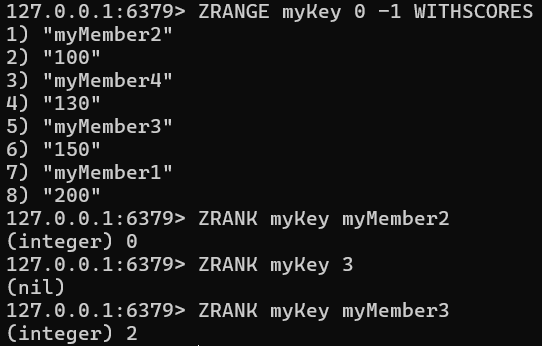 127.0.0.1:6379> ZRANGE myKey 0 -1 WITHSCORES
1) "myMember2"
2) "100"
3) "myMember4"
4) "130"
5) "myMember3"
6) "150"
7) "myMember1"
8) "200"
127.0.0.1:6379> ZRANK myKey myMember2
(integer) 0
127.0.0.1:6379> ZRANK myKey 3
(nil)
127.0.0.1:6379> ZRANK myKey myMember3
(integer) 2